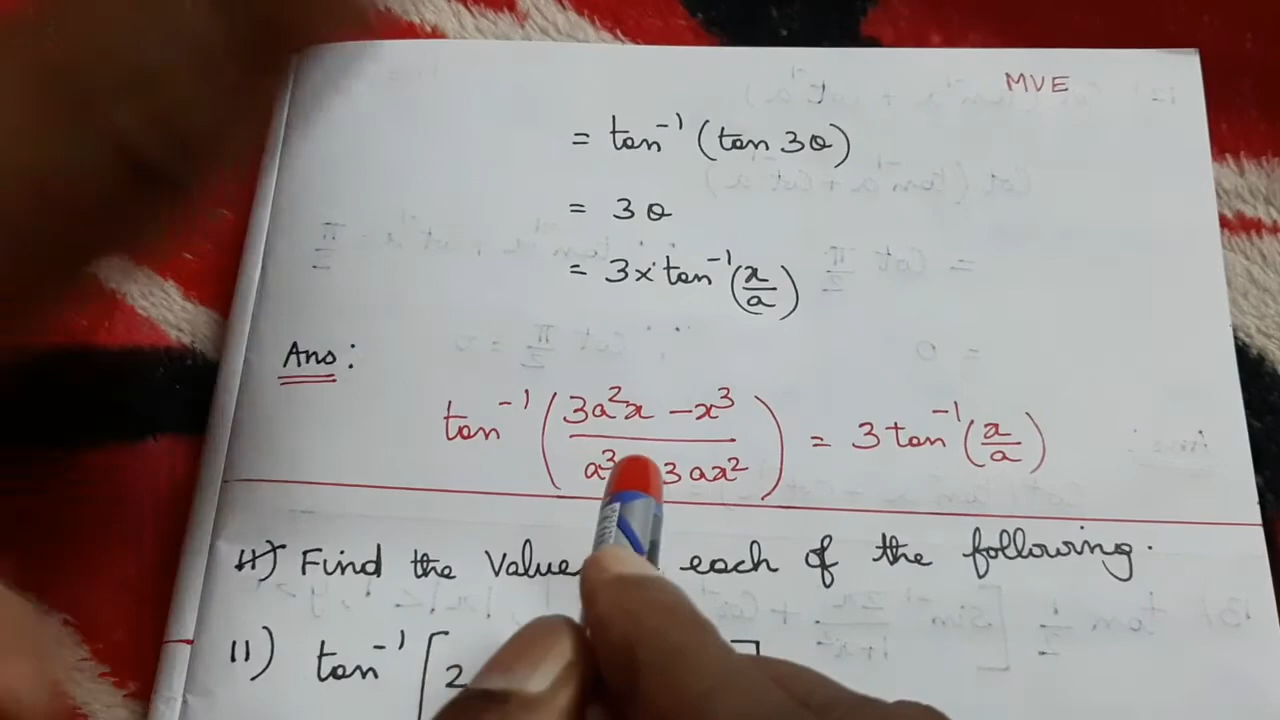 MVE
= tan⁻¹ (tan 3θ)
= 3θ
= 3 × tan⁻¹ (x/a)
Ans :
tan⁻¹ ( (3a²x - x³) / (a³ 3ax²) ) = 3 tan⁻¹ (x/a)
II) Find the Value each of the following.
11) tan⁻¹ [ 2 ]